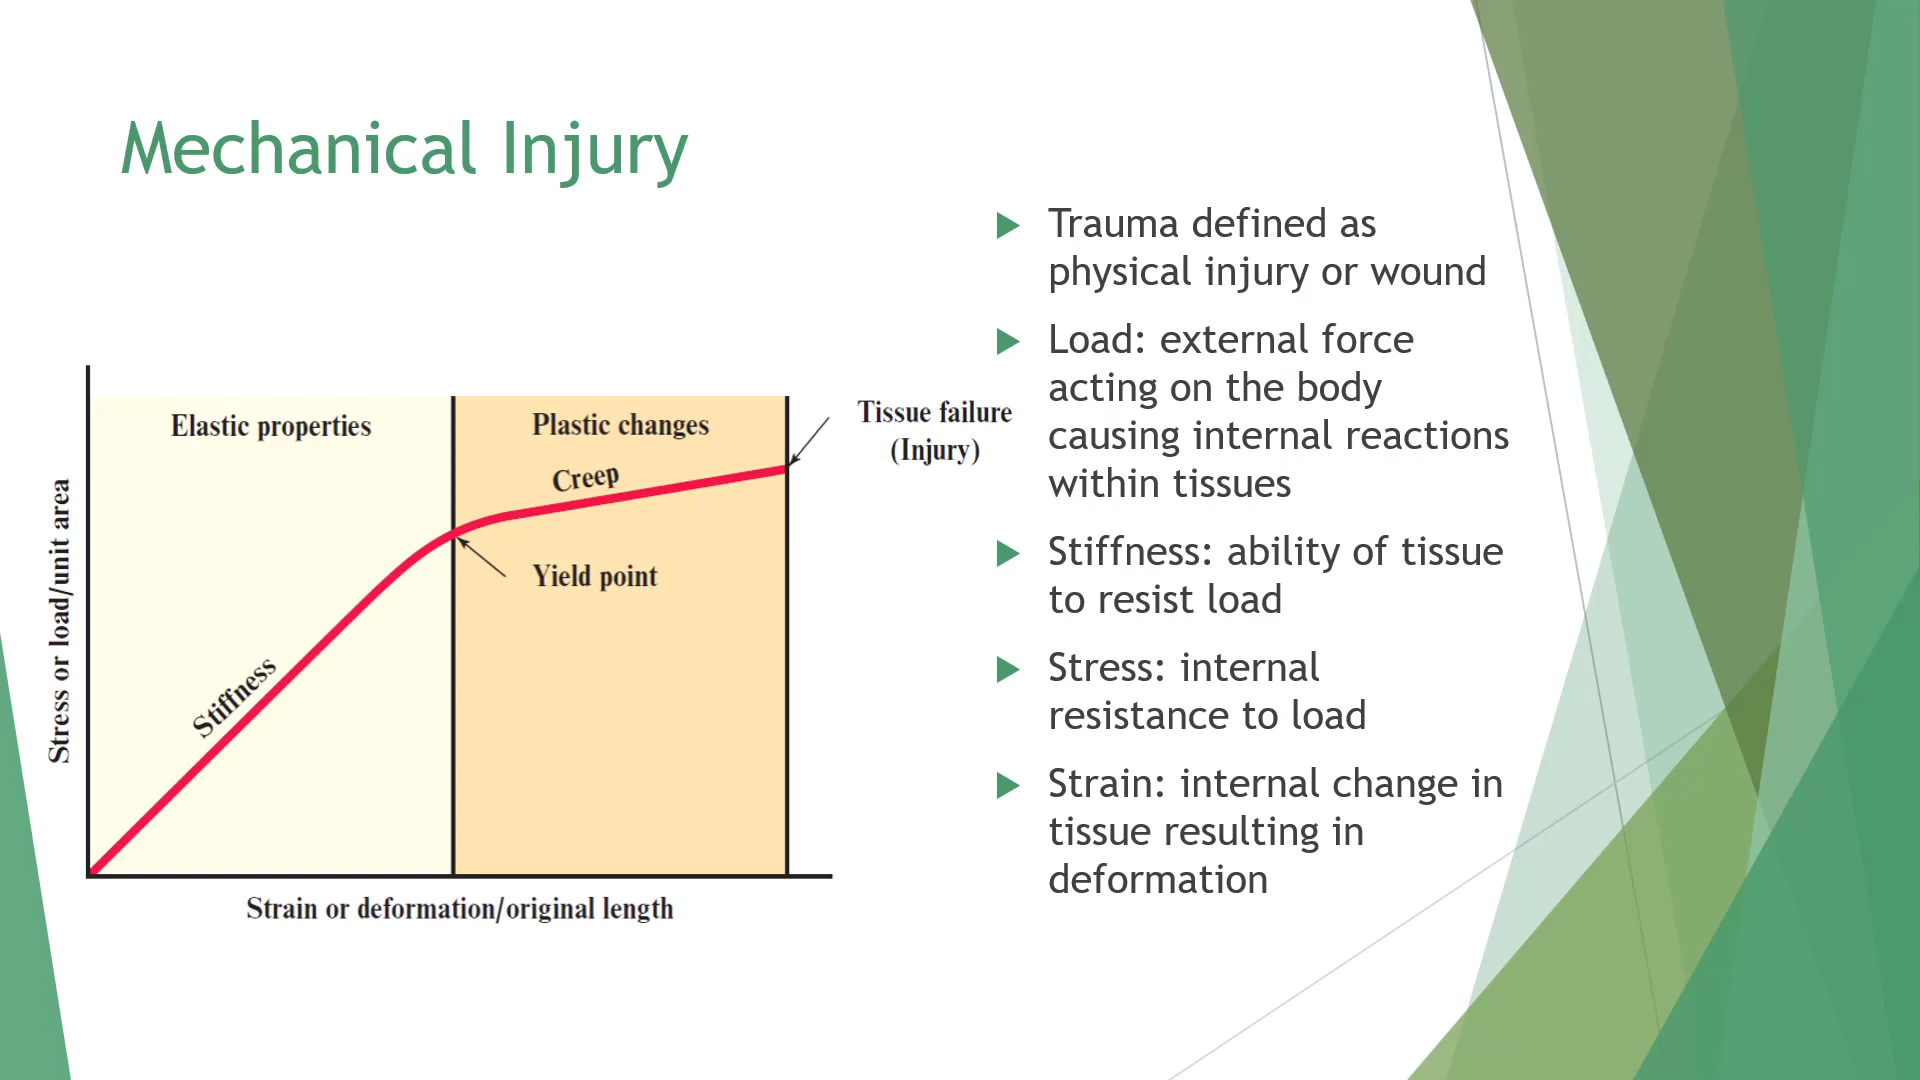 Mechanical Injury
Trauma defined as
physical injury or wound
Load: external force
acting on the body
causing internal reactions
within tissues
Stiffness: ability of tissue
to resist load
Stress: internal
resistance to load
Strain: internal change in
tissue resulting in
deformation
Elastic properties
Plastic changes
Tissue failure
(Injury)
Creep
Yield point
Stiffness
Stress or load/unit area
Strain or deformation/original length